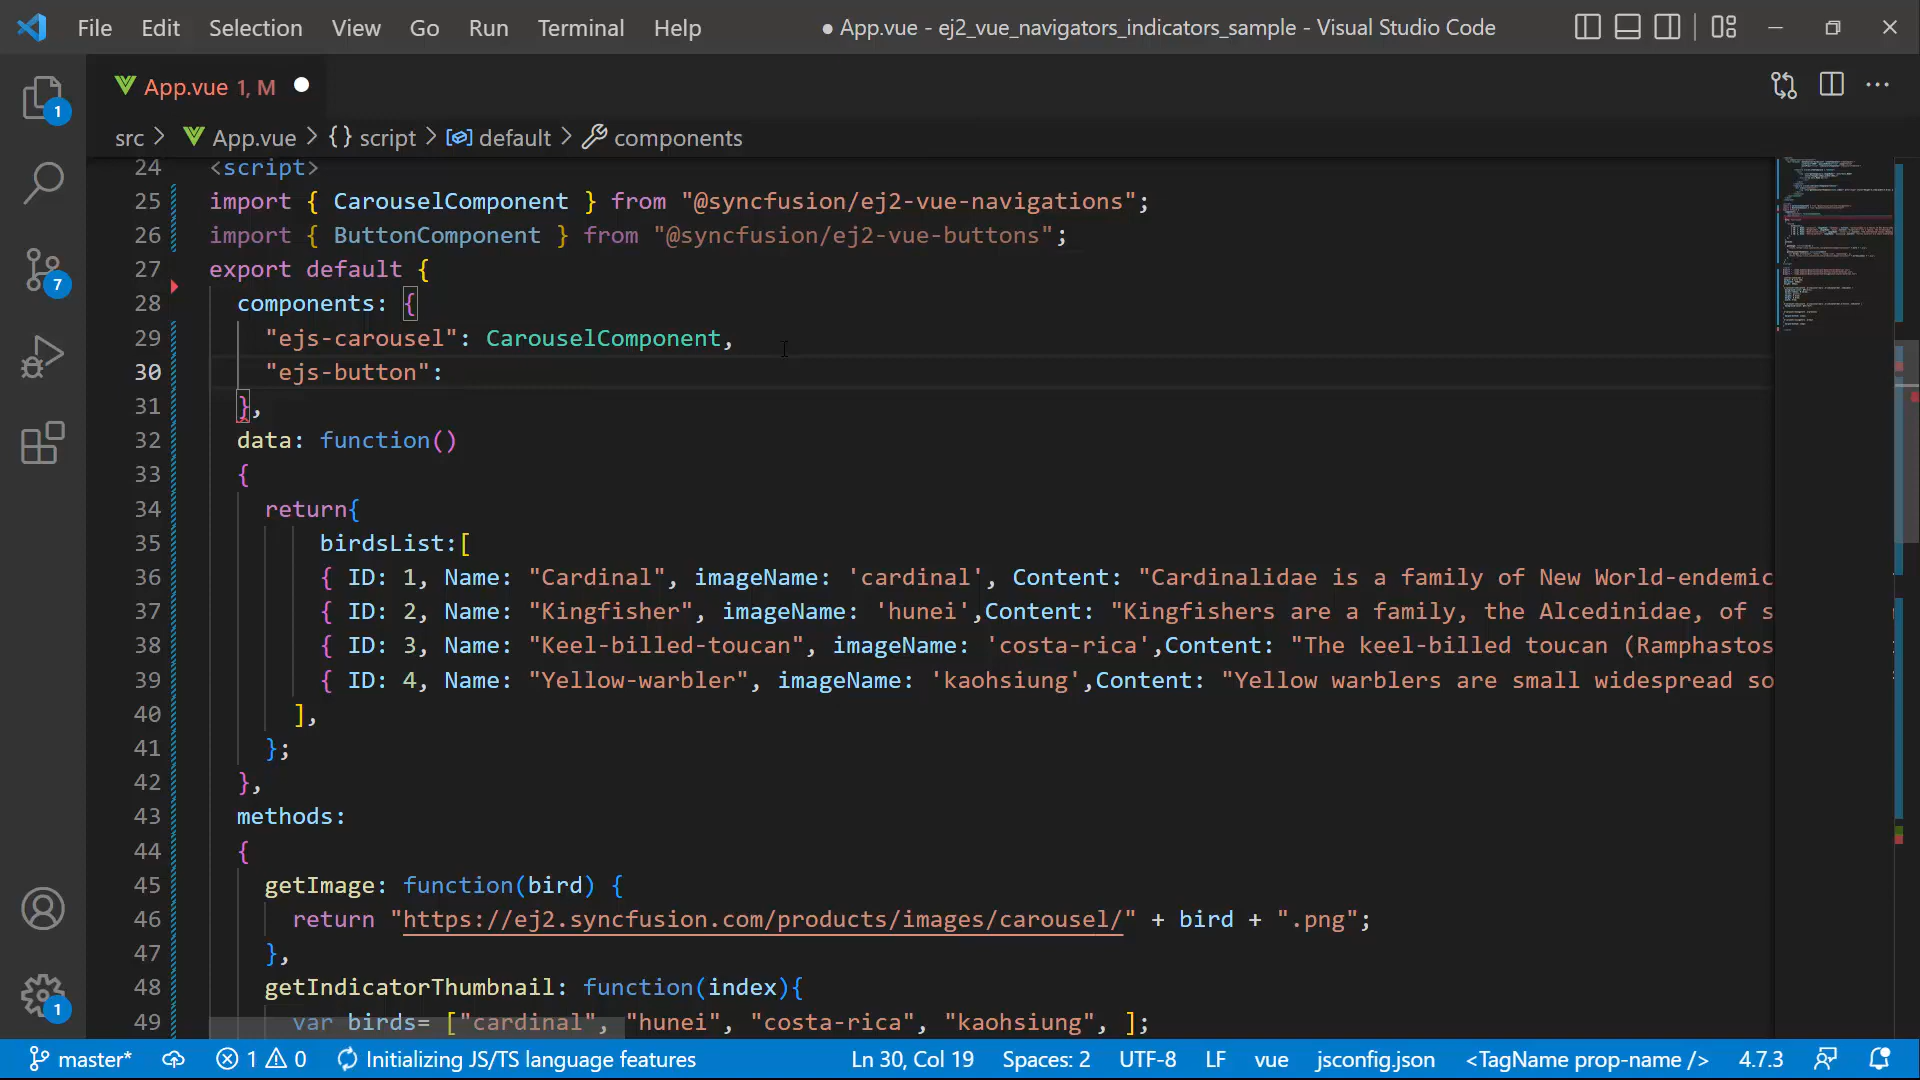 File Edit Selection View Go Run Terminal Help ● App.vue - ej2_vue_navigators_indicators_sample - Visual Studio Code
App.vue 1, M
src > App.vue > {} script > default > components
24 <script>
25 import { CarouselComponent } from "@syncfusion/ej2-vue-navigations";
26 import { ButtonComponent } from "@syncfusion/ej2-vue-buttons";
27 export default {
28 components: {
29 "ejs-carousel": CarouselComponent,
30 "ejs-button":
31 },
32 data: function()
33 {
34 return{
35 birdsList:[
36 { ID: 1, Name: "Cardinal", imageName: 'cardinal', Content: "Cardinalidae is a family of New World-endemic
37 { ID: 2, Name: "Kingfisher", imageName: 'hunei',Content: "Kingfishers are a family, the Alcedinidae, of s
38 { ID: 3, Name: "Keel-billed-toucan", imageName: 'costa-rica',Content: "The keel-billed toucan (Ramphastos
39 { ID: 4, Name: "Yellow-warbler", imageName: 'kaohsiung',Content: "Yellow warblers are small widespread so
40 ],
41 };
42 },
43 methods:
44 {
45 getImage: function(bird) {
46 return "https://ej2.syncfusion.com/products/images/carousel/" + bird + ".png";
47 },
48 getIndicatorThumbnail: function(index){
49 var birds= ["cardinal", "hunei", "costa-rica", "kaohsiung", ];
1
7
1
master* 1 0 Initializing JS/TS language features Ln 30, Col 19 Spaces: 2 UTF-8 LF vue jsconfig.json <TagName prop-name /> 4.7.3